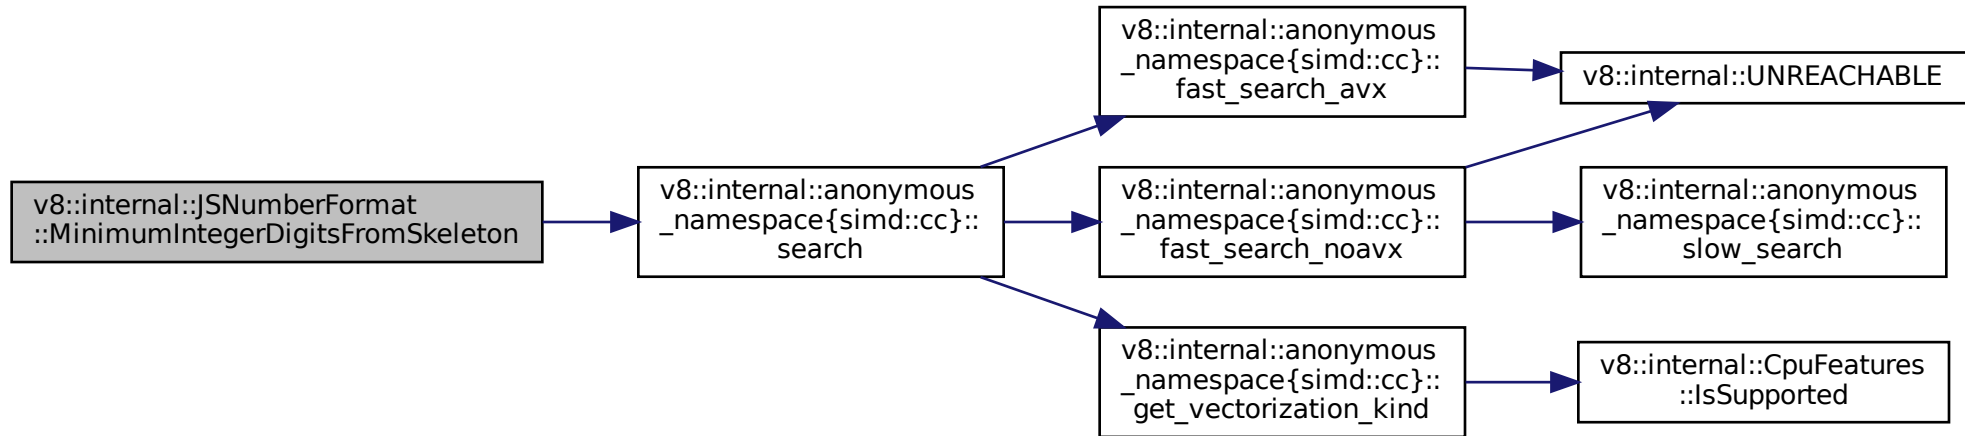 v8::internal::JSNumberFormat
::MinimumIntegerDigitsFromSkeleton
v8::internal::anonymous
_namespace{simd::cc}::
search
v8::internal::anonymous
_namespace{simd::cc}::
fast_search_avx
v8::internal::UNREACHABLE
v8::internal::anonymous
_namespace{simd::cc}::
fast_search_noavx
v8::internal::anonymous
_namespace{simd::cc}::
slow_search
v8::internal::anonymous
_namespace{simd::cc}::
get_vectorization_kind
v8::internal::CpuFeatures
::IsSupported